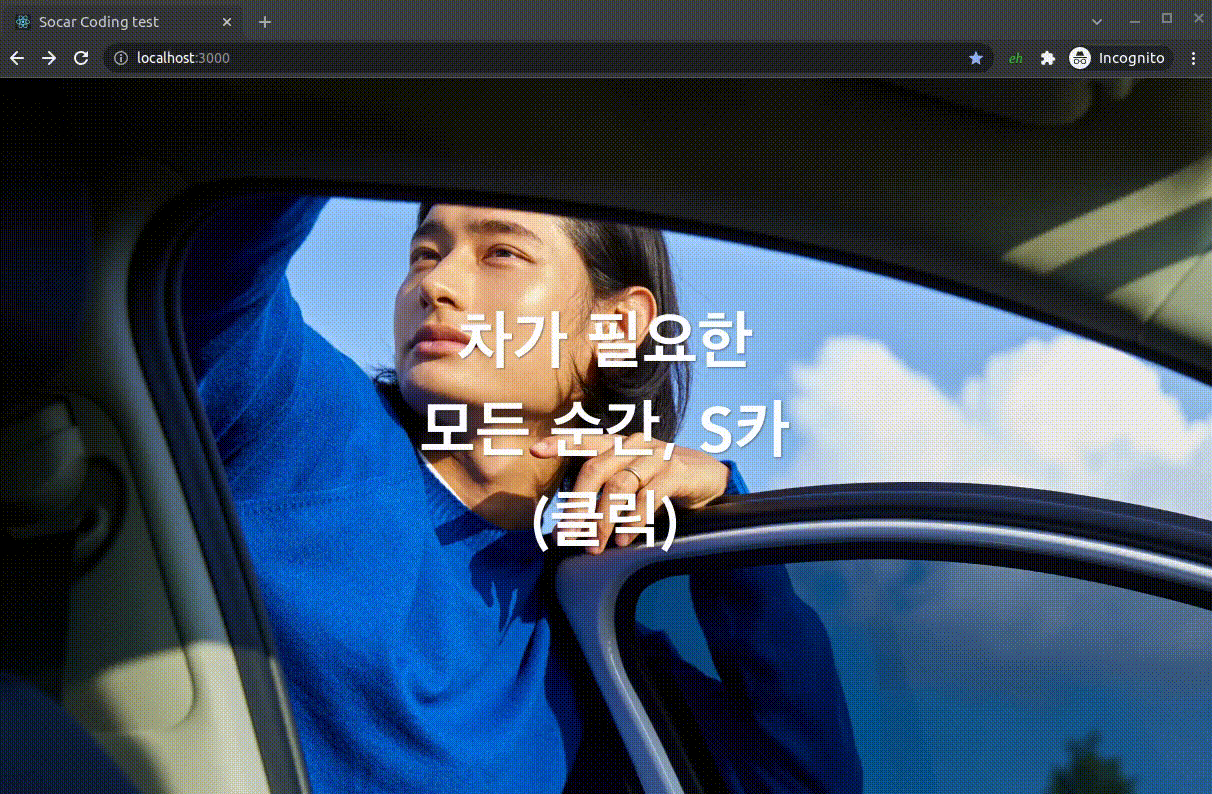 Socar Coding test
localhost:3000
eh
Incognito
차가 필요한
모든 순간, S카
(클릭)